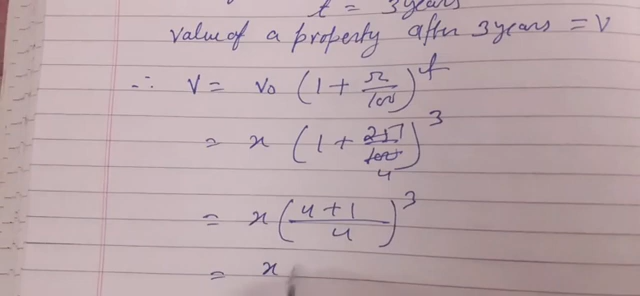 t = 3 years
value of a property after 3 years = V
∴ V = V₀ (1 + r/100)^t
= x (1 + 25/100 4)^3
= x ((4 + 1)/4)^3
= x